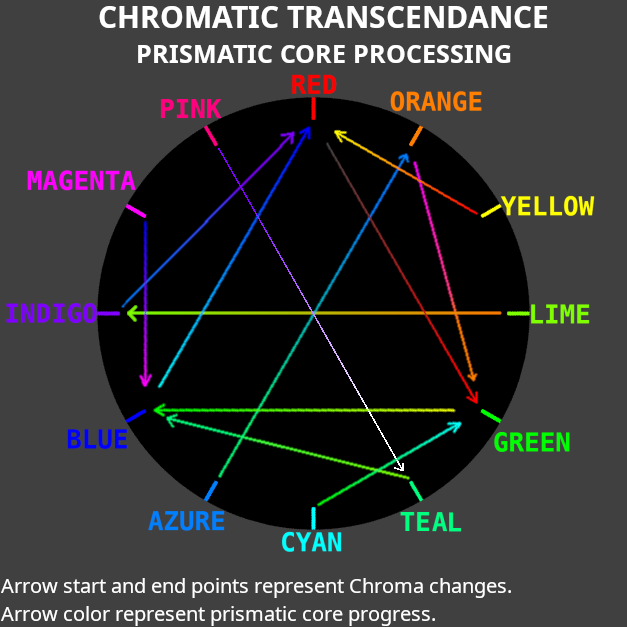 CHROMATIC TRANSCENDANCE
PRISMATIC CORE PROCESSING
RED
ORANGE
PINK
MAGENTA
YELLOW
INDIGO
LIME
BLUE
GREEN
AZURE
TEAL
CYAN
Arrow start and end points represent Chroma changes.
Arrow color represent prismatic core progress.